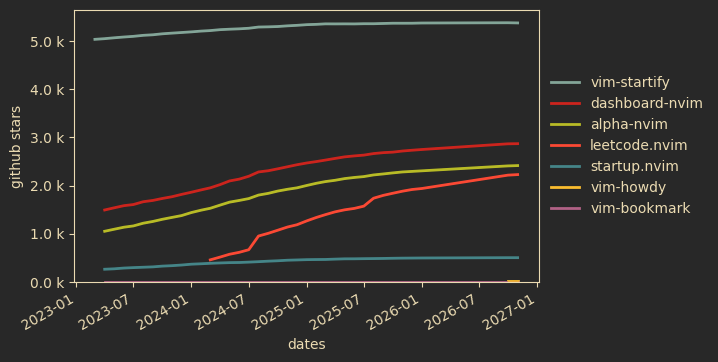 5.0 k
4.0 k
3.0 k
2.0 k
1.0 k
0.0 k
github stars
2023-01
2023-07
2024-01
2024-07
2025-01
2025-07
2026-01
2026-07
2027-01
dates
vim-startify
dashboard-nvim
alpha-nvim
leetcode.nvim
startup.nvim
vim-howdy
vim-bookmark